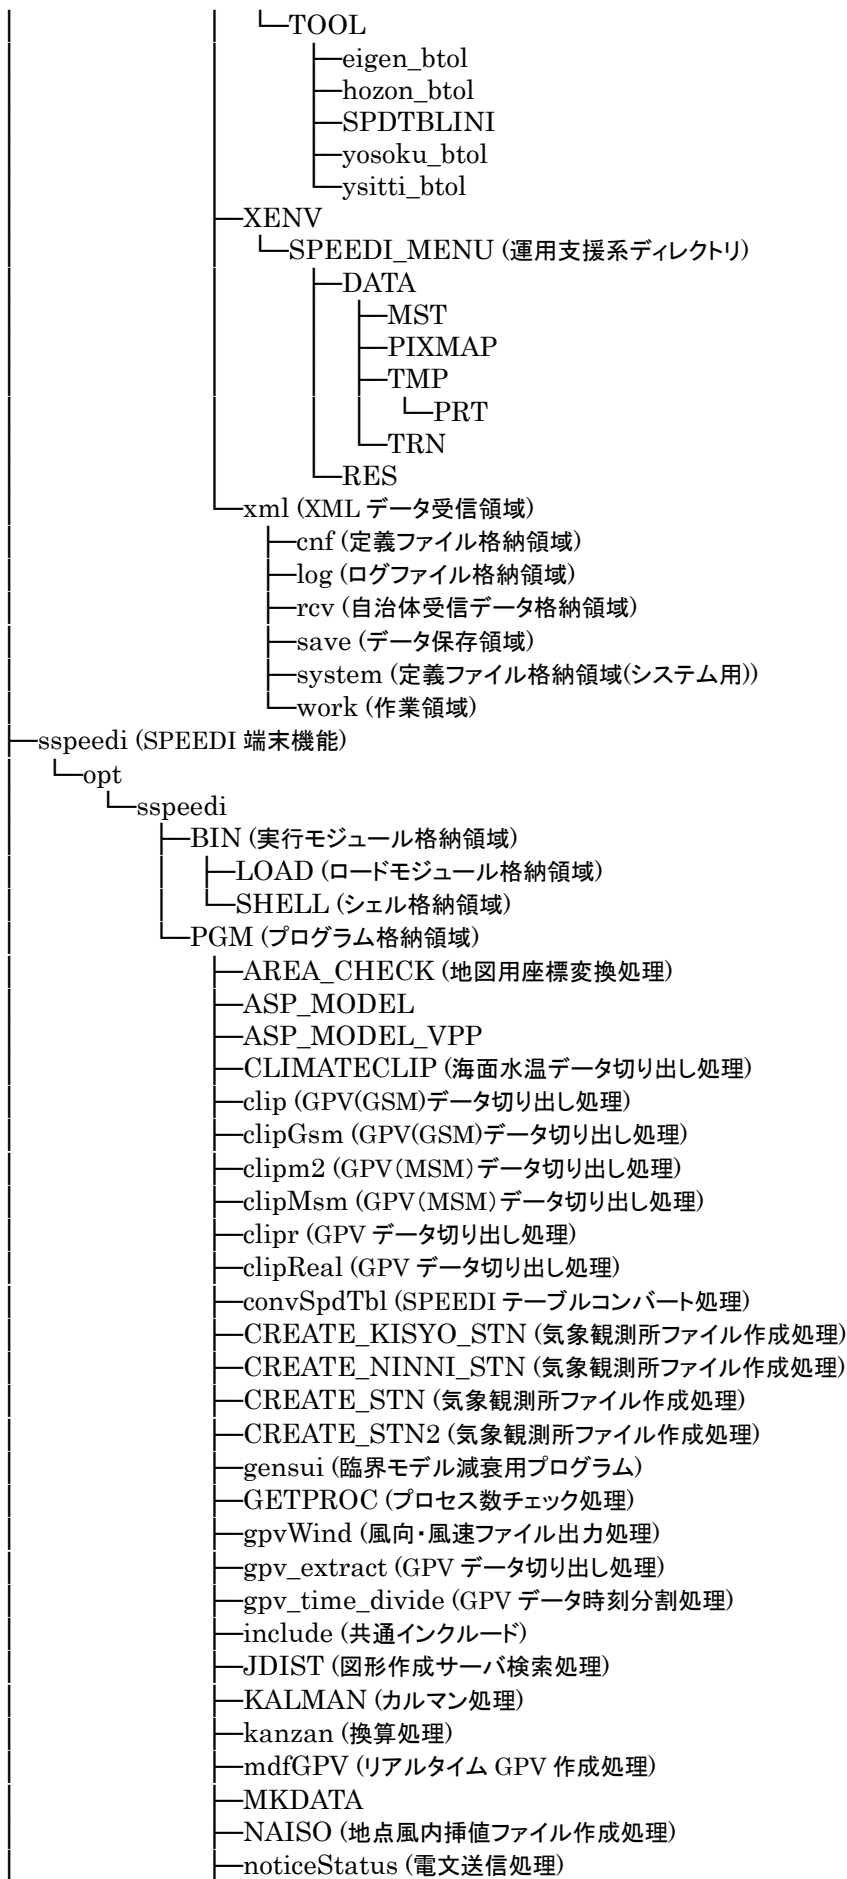 │　　　　　│　└─TOOL
│　　　　　│　　　├─eigen_btol
│　　　　　│　　　├─hozon_btol
│　　　　　│　　　├─SPDTBLINI
│　　　　　│　　　├─yosoku_btol
│　　　　　│　　　└─ysitti_btol
│　　　　　├─XENV
│　　　　　│　└─SPEEDI_MENU (運用支援系ディレクトリ)
│　　　　　│　　　├─DATA
│　　　　　│　　　│　├─MST
│　　　　　│　　　│　├─PIXMAP
│　　　　　│　　　│　├─TMP
│　　　　　│　　　│　│　└─PRT
│　　　　　│　　　│　└─TRN
│　　　　　│　　　└─RES
│　　　　　└─xml (XML データ受信領域)
│　　　　　　　├─cnf (定義ファイル格納領域)
│　　　　　　　├─log (ログファイル格納領域)
│　　　　　　　├─rcv (自治体受信データ格納領域)
│　　　　　　　├─save (データ保存領域)
│　　　　　　　├─system (定義ファイル格納領域(システム用))
│　　　　　　　└─work (作業領域)
├─sspeedi (SPEEDI 端末機能)
│　└─opt
│　　　└─sspeedi
│　　　　　├─BIN (実行モジュール格納領域)
│　　　　　│　├─LOAD (ロードモジュール格納領域)
│　　　　　│　└─SHELL (シェル格納領域)
│　　　　　└─PGM (プログラム格納領域)
│　　　　　　　├─AREA_CHECK (地図用座標変換処理)
│　　　　　　　├─ASP_MODEL
│　　　　　　　├─ASP_MODEL_VPP
│　　　　　　　├─CLIMATECLIP (海面水温データ切り出し処理)
│　　　　　　　├─clip (GPV(GSM)データ切り出し処理)
│　　　　　　　├─clipGsm (GPV(GSM)データ切り出し処理)
│　　　　　　　├─clipm2 (GPV（MSM）データ切り出し処理)
│　　　　　　　├─clipMsm (GPV（MSM）データ切り出し処理)
│　　　　　　　├─clipr (GPV データ切り出し処理)
│　　　　　　　├─clipReal (GPV データ切り出し処理)
│　　　　　　　├─convSpdTbl (SPEEDI テーブルコンバート処理)
│　　　　　　　├─CREATE_KISYO_STN (気象観測所ファイル作成処理)
│　　　　　　　├─CREATE_NINNI_STN (気象観測所ファイル作成処理)
│　　　　　　　├─CREATE_STN (気象観測所ファイル作成処理)
│　　　　　　　├─CREATE_STN2 (気象観測所ファイル作成処理)
│　　　　　　　├─gensui (臨界モデル減衰用プログラム)
│　　　　　　　├─GETPROC (プロセス数チェック処理)
│　　　　　　　├─gpvWind (風向・風速ファイル出力処理)
│　　　　　　　├─gpv_extract (GPV データ切り出し処理)
│　　　　　　　├─gpv_time_divide (GPV データ時刻分割処理)
│　　　　　　　├─include (共通インクルード)
│　　　　　　　├─JDIST (図形作成サーバ検索処理)
│　　　　　　　├─KALMAN (カルマン処理)
│　　　　　　　├─kanzan (換算処理)
│　　　　　　　├─mdfGPV (リアルタイム GPV 作成処理)
│　　　　　　　├─MKDATA
│　　　　　　　├─NAISO (地点風内挿値ファイル作成処理)
│　　　　　　　├─noticeStatus (電文送信処理)